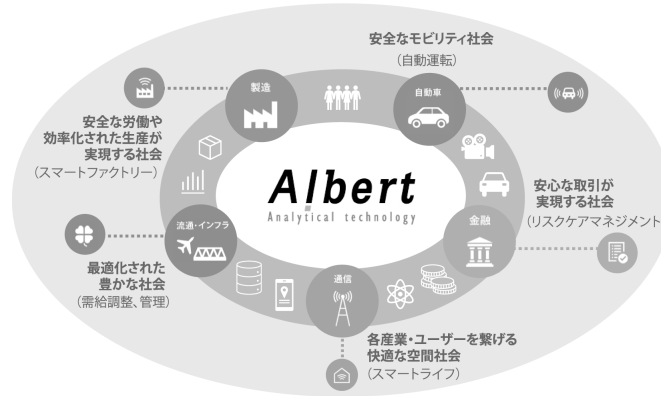 安全なモビリティ社会
(自動運転)
製造
自動車
安全な労働や
効率化された生産が
実現する社会
(スマートファクトリー)
Albert
Analytical technology
安心な取引が
実現する社会
(リスクケアマネジメント
流通・インフラ
金融
最適化された
豊かな社会
(需給調整、管理)
通信
各産業・ユーザーを繋げる
快適な空間社会
(スマートライフ)